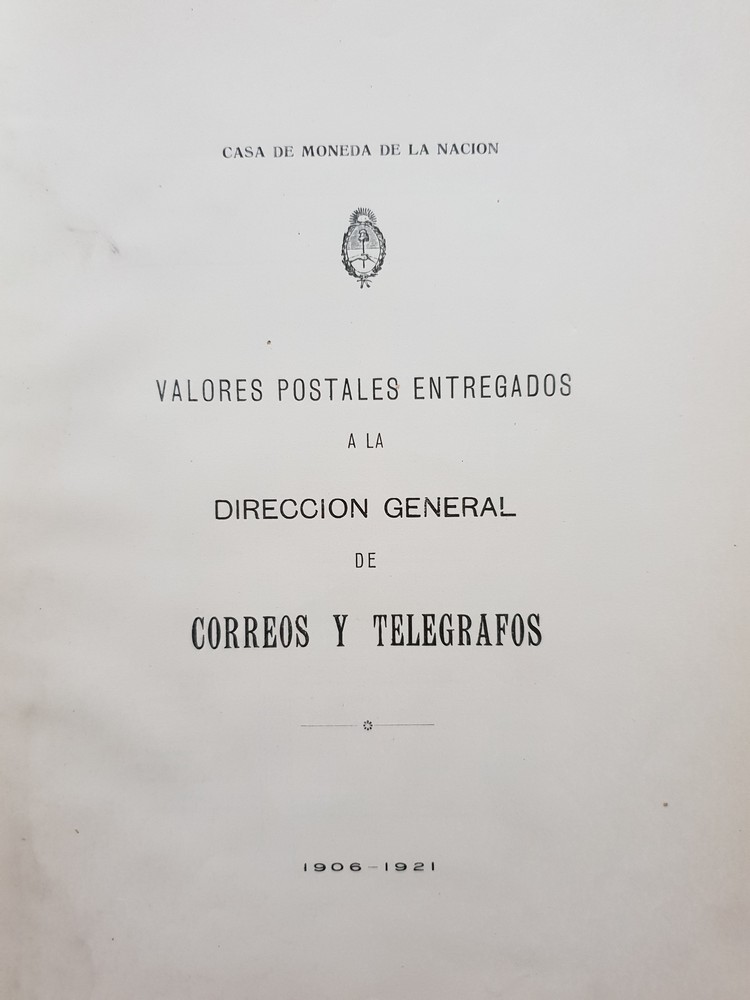 CASA DE MONEDA DE LA NACION
VALORES POSTALES ENTREGADOS
A LA
DIRECCION GENERAL
DE
CORREOS Y TELEGRAFOS
1906-1921